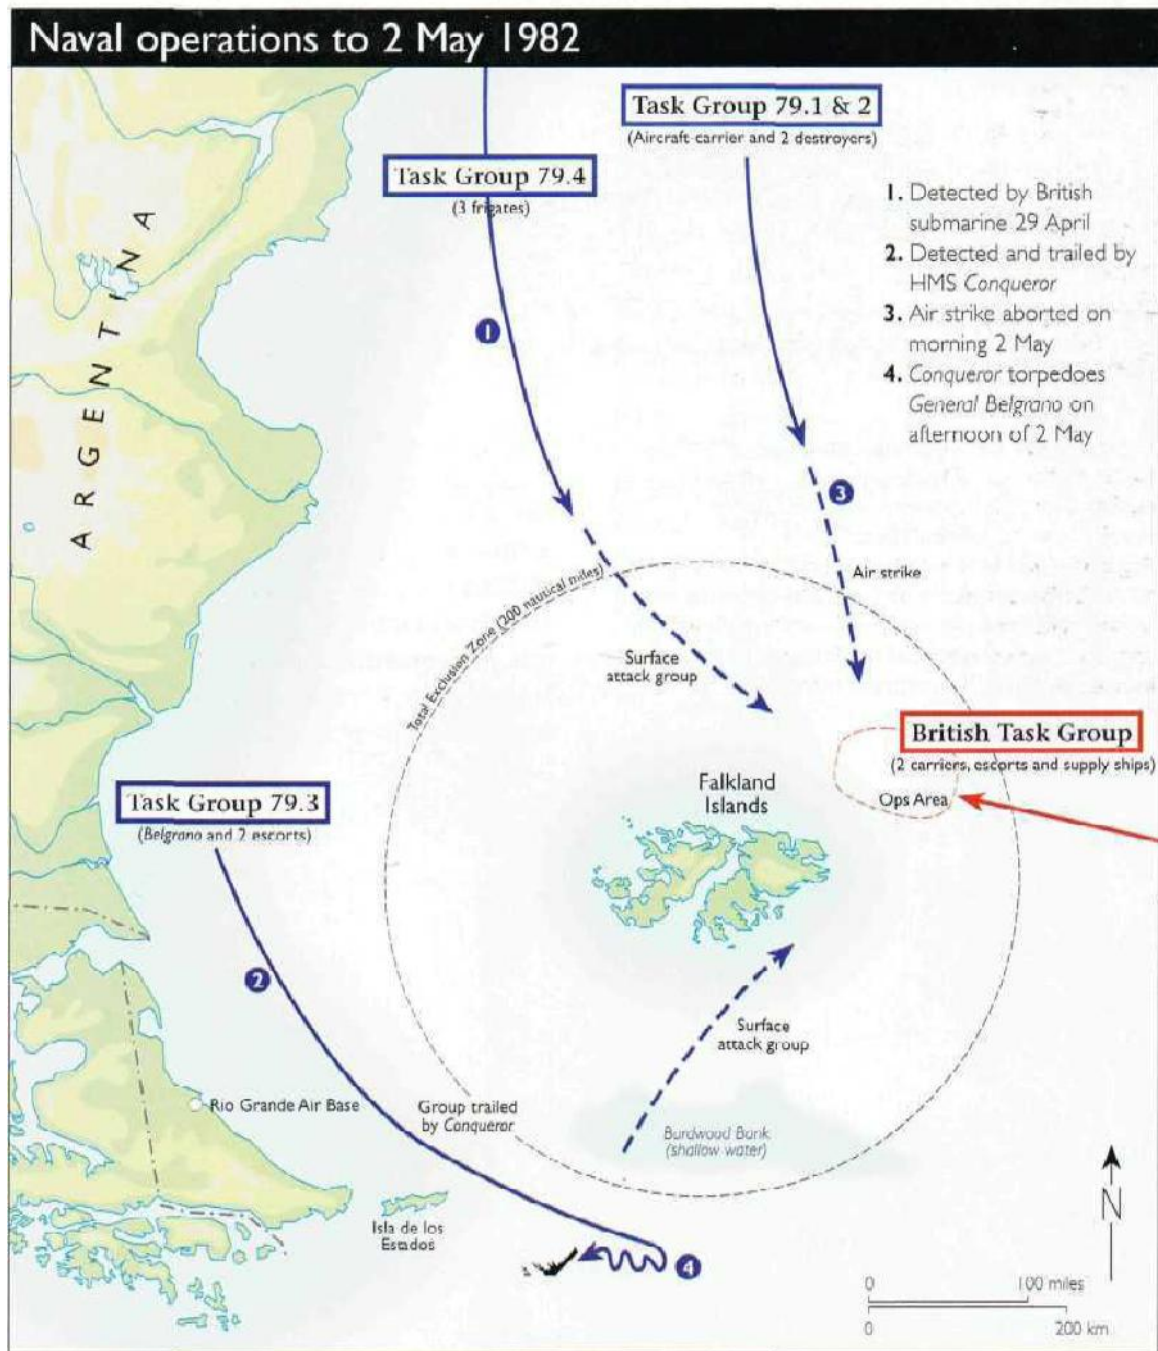 Naval operations to 2 May 1982
Task Group 79.1 & 2
(Aircraft carrier and 2 destroyers)
Task Group 79.4
(3 frigates)
1. Detected by British
submarine 29 April
2. Detected and trailed by
HMS Conqueror
3. Air strike aborted on
morning 2 May
4. Conqueror torpedoes
General Belgrano on
afternoon of 2 May
ARGENTINA
1
3
Air strike
Total Exclusion Zone (200 nautical miles)
Surface
attack group
British Task Group
(2 carriers, escorts and supply ships)
Ops Area
Falkland
Islands
Task Group 79.3
(Belgrano and 2 escorts)
2
Surface
attack group
Rio Grande Air Base
Group trailed
by Conqueror
Burdwood Bank
(shallow water)
Isla de los
Estados
4
N
0 100 miles
0 200 km